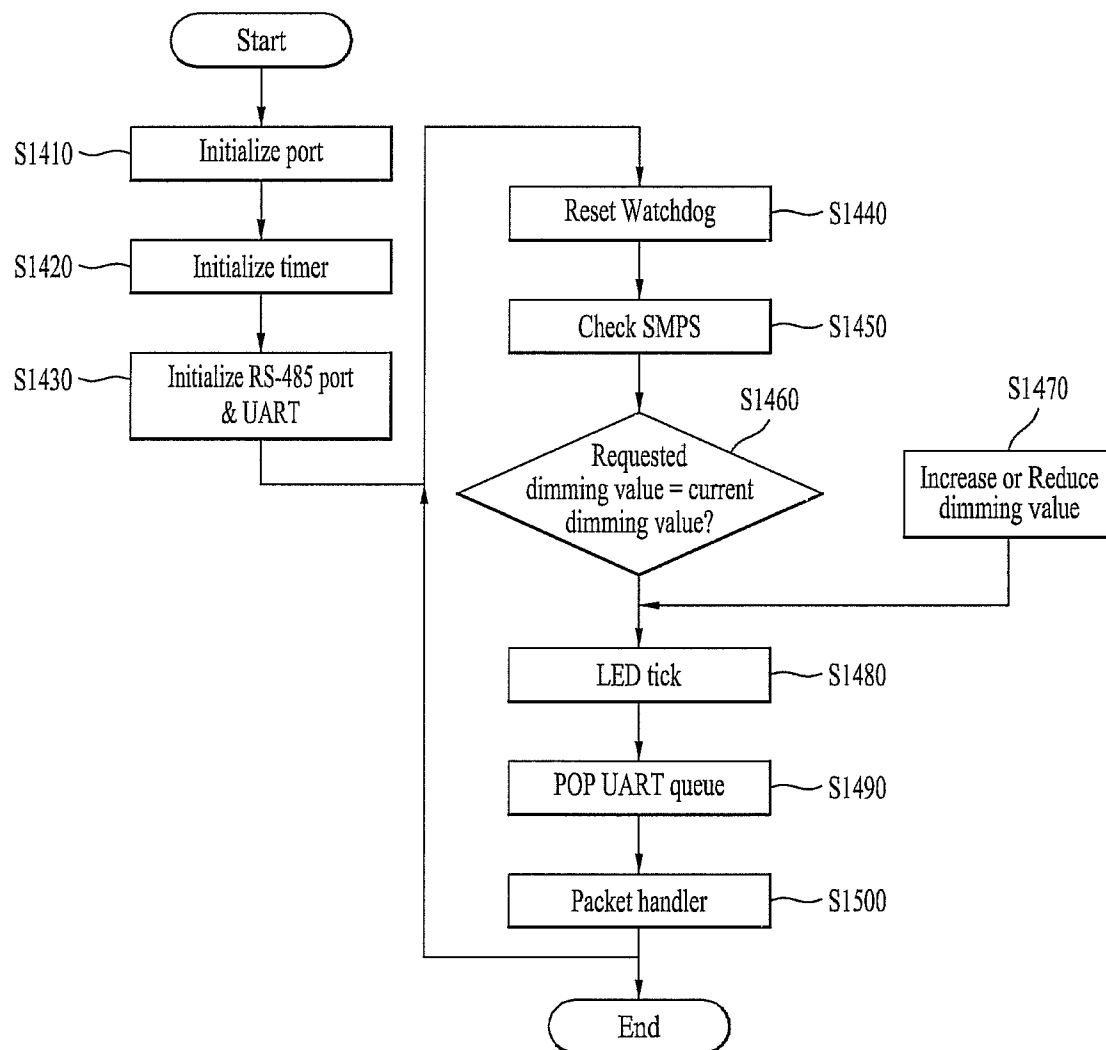 Start
S1410
Initialize port
S1420
Initialize timer
S1430
Initialize RS-485 port
& UART
Reset Watchdog
S1440
Check SMPS
S1450
S1460
Requested
dimming value = current
dimming value?
S1470
Increase or Reduce
dimming value
LED tick
S1480
POP UART queue
S1490
Packet handler
S1500
End